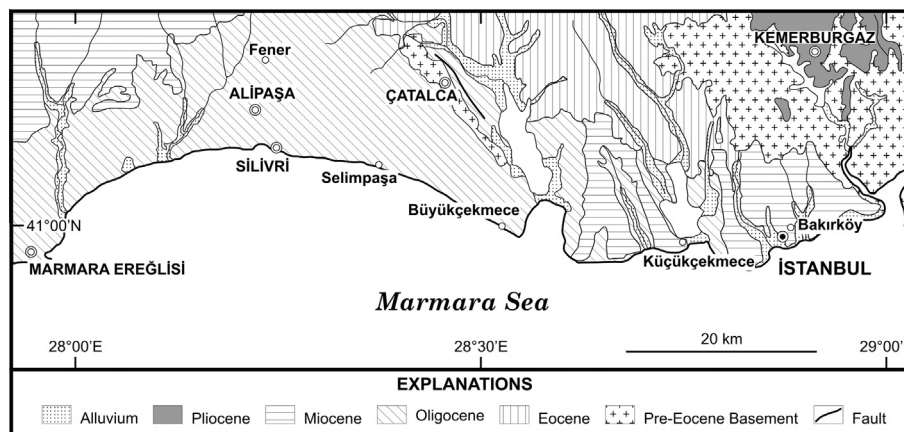 KEMERBURGAZ
Fener
ALİPAŞA
ÇATALCA
SİLİVRİ
Selimpaşa
Büyükçekmece
41°00'N
Bakırköy
Küçükçekmece
İSTANBUL
MARMARA EREĞLİSİ
Marmara Sea
20 km
28°00'E
28°30'E
29°00'
EXPLANATIONS
Alluvium Pliocene Miocene Oligocene Eocene Pre-Eocene Basement Fault